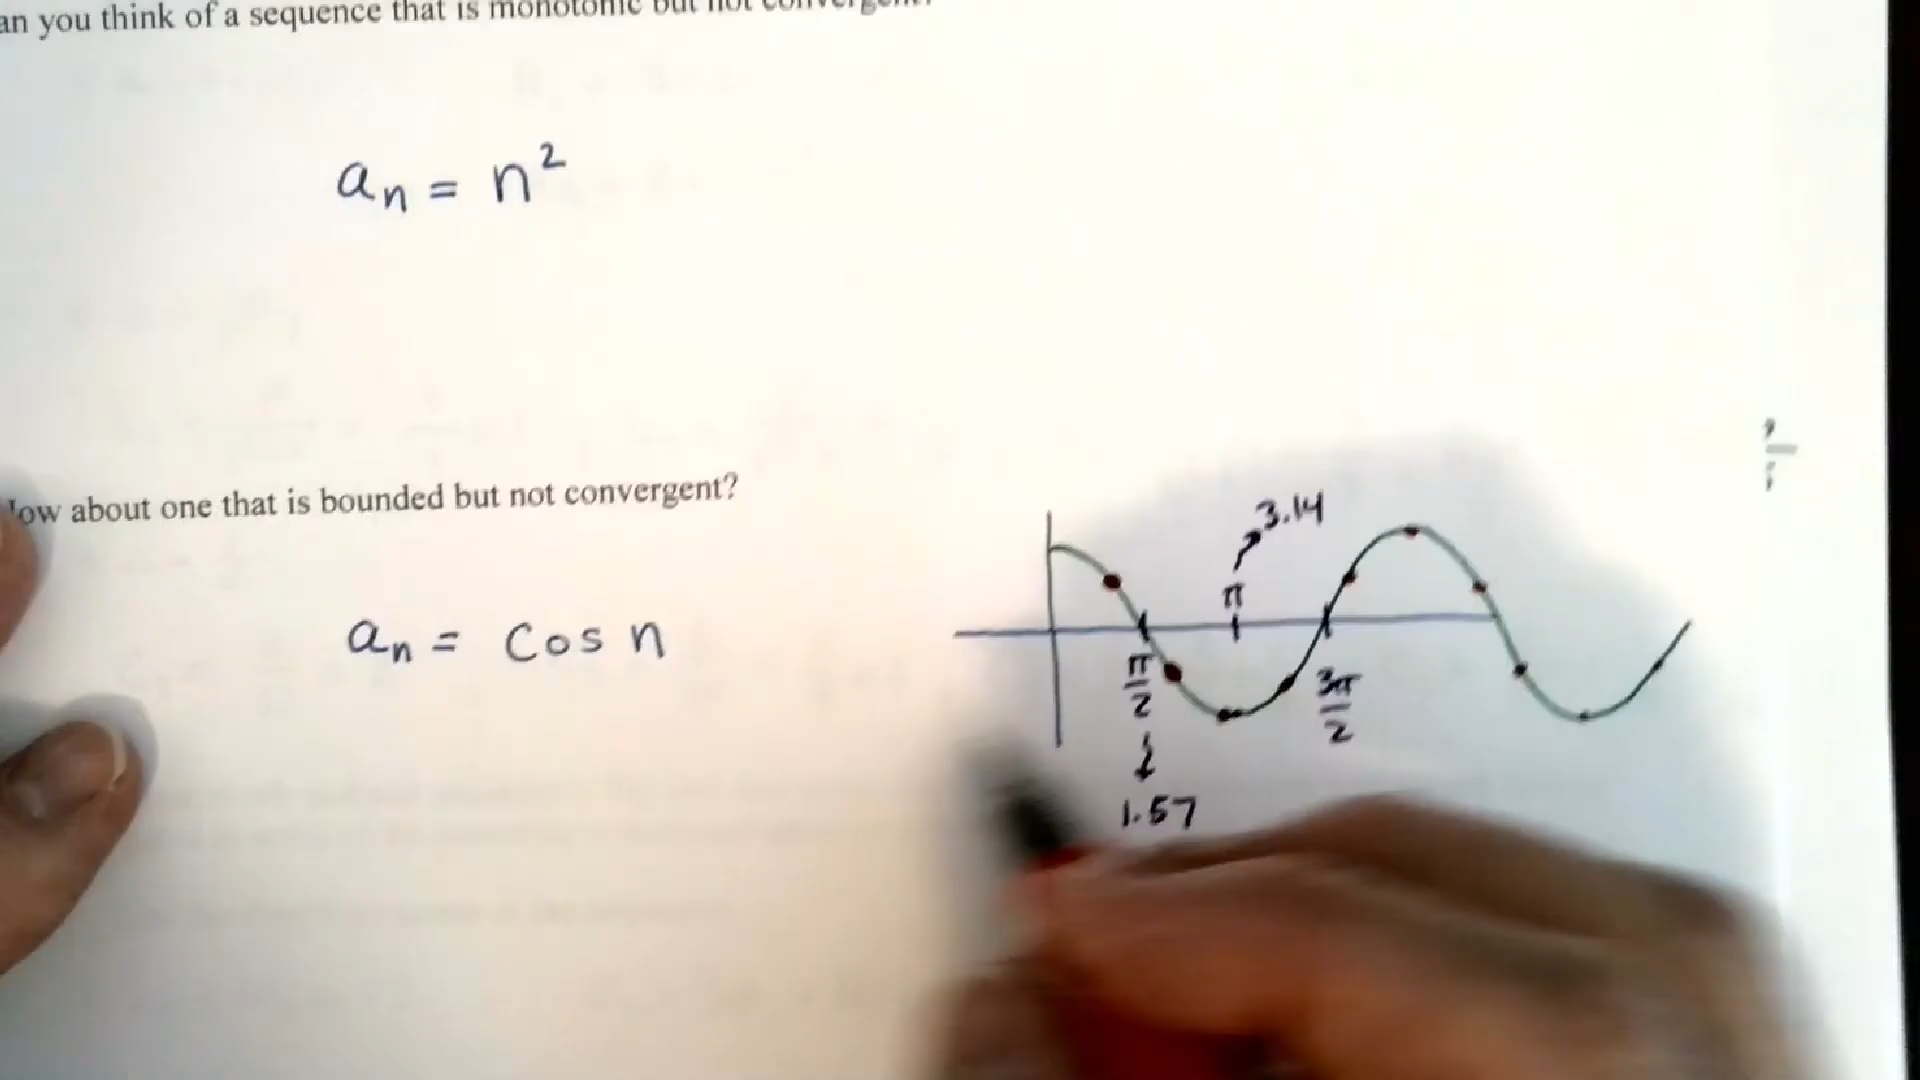 an you think of a sequence that is monotonic but not convergent?
aₙ = n²
How about one that is bounded but not convergent?
3.14
π
aₙ = cos n
π/2
3π/2
1.57